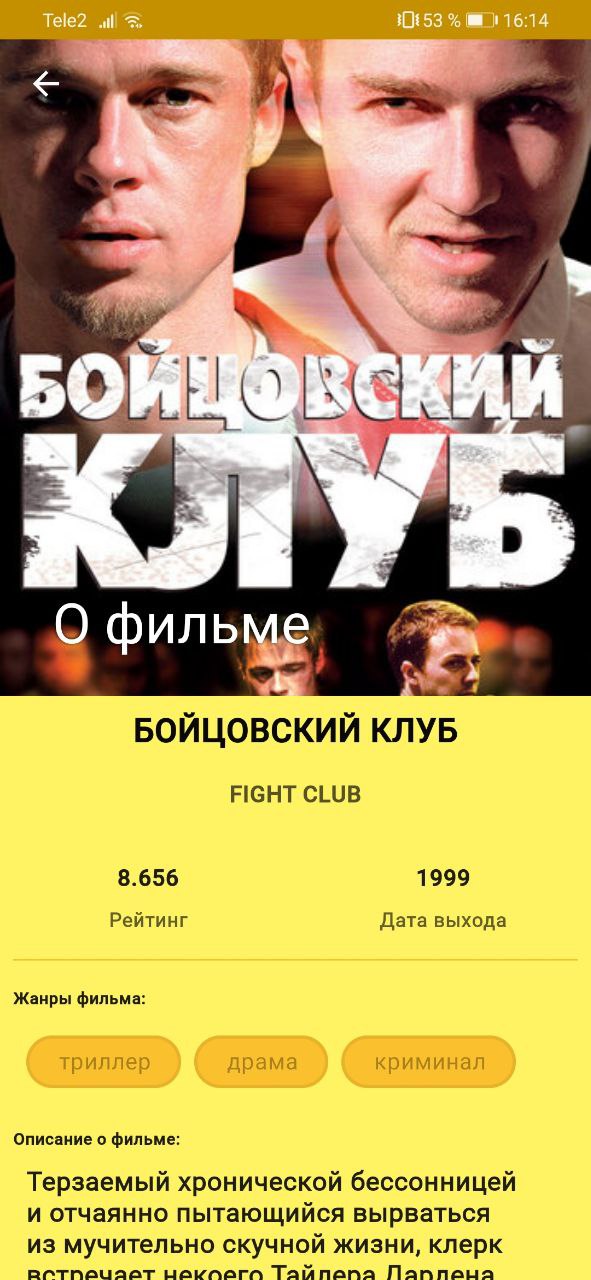 Tele2 53 % 16:14
БОЙЦОВСКИЙ
КЛУБ
О фильме
БОЙЦОВСКИЙ КЛУБ
FIGHT CLUB
8.656 1999
Рейтинг Дата выхода
Жанры фильма:
триллер драма криминал
Описание о фильме:
Терзаемый хронической бессонницей
и отчаянно пытающийся вырваться
из мучительно скучной жизни, клерк
встречает некоего Тайлера Дардена